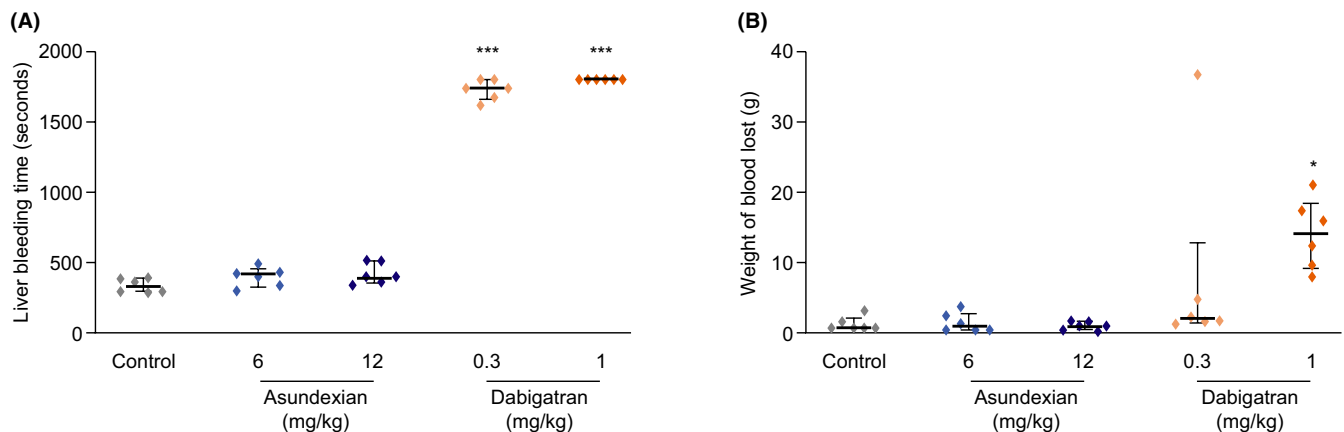 (A)
Liver bleeding time (seconds)
2000
1500
1000
500
0
***
***
Control
6
12
0.3
1
Asundexian
(mg/kg)
Dabigatran
(mg/kg)
(B)
Weight of blood lost (g)
40
30
20
10
0
*
Control
6
12
0.3
1
Asundexian
(mg/kg)
Dabigatran
(mg/kg)